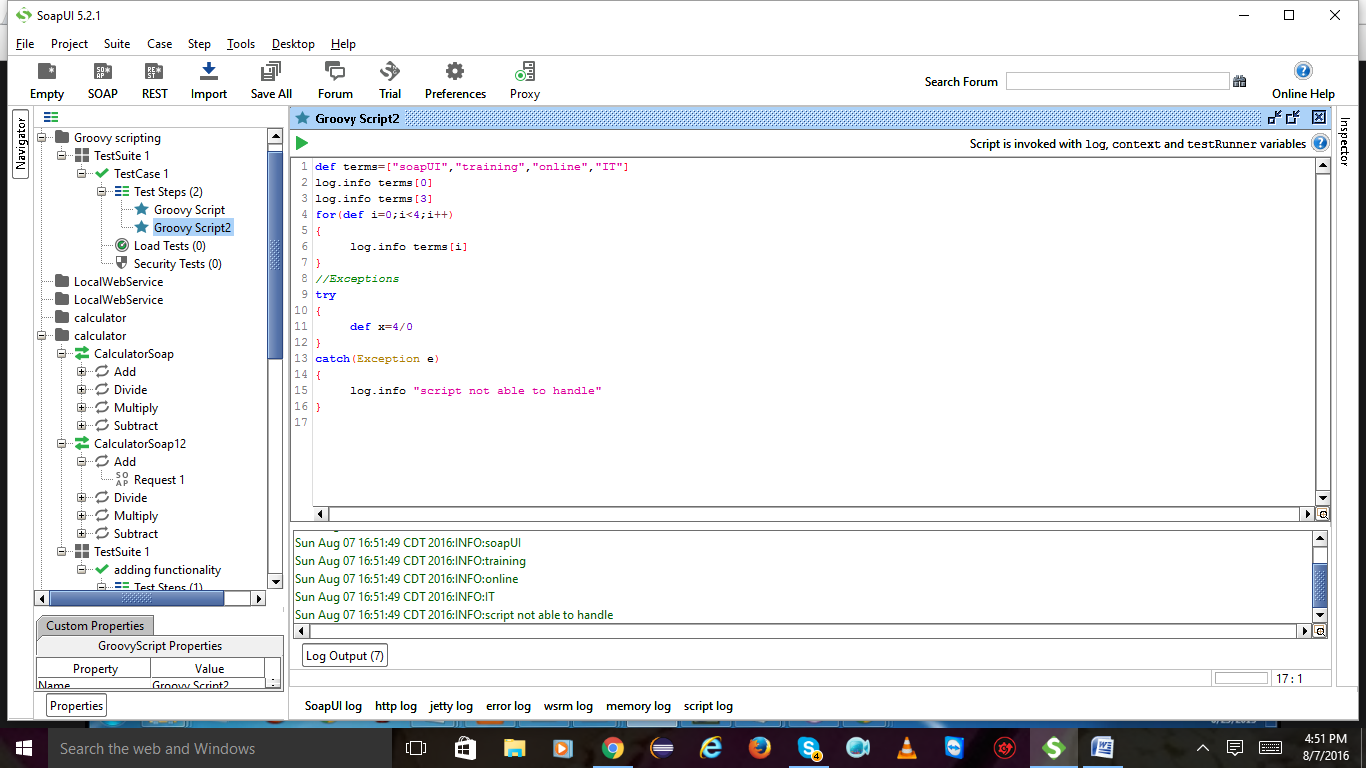 SoapUI 5.2.1
File Project Suite Case Step Tools Desktop Help
Empty SOAP REST Import Save All Forum Trial Preferences Proxy Search Forum Online Help
Navigator
Groovy scripting
TestSuite 1
TestCase 1
Test Steps (2)
Groovy Script
Groovy Script2
Load Tests (0)
Security Tests (0)
LocalWebService
LocalWebService
calculator
calculator
CalculatorSoap
Add
Divide
Multiply
Subtract
CalculatorSoap12
Add
SO AP Request 1
Divide
Multiply
Subtract
TestSuite 1
adding functionality
Test Steps (1)
Custom Properties
GroovyScript Properties
Property Value
Name Groovy Script2
Properties
Groovy Script2
Script is invoked with log, context and testRunner variables
1 def terms=["soapUI","training","online","IT"]
2 log.info terms[0]
3 log.info terms[3]
4 for(def i=0;i<4;i++)
5 {
6 log.info terms[i]
7 }
8 //Exceptions
9 try
10 {
11 def x=4/0
12 }
13 catch(Exception e)
14 {
15 log.info "script not able to handle"
16 }
17
Sun Aug 07 16:51:49 CDT 2016:INFO:soapUI
Sun Aug 07 16:51:49 CDT 2016:INFO:training
Sun Aug 07 16:51:49 CDT 2016:INFO:online
Sun Aug 07 16:51:49 CDT 2016:INFO:IT
Sun Aug 07 16:51:49 CDT 2016:INFO:script not able to handle
Log Output (7)
17 : 1
SoapUI log http log jetty log error log wsrm log memory log script log
Inspector
Search the web and Windows
4
4:51 PM
8/7/2016